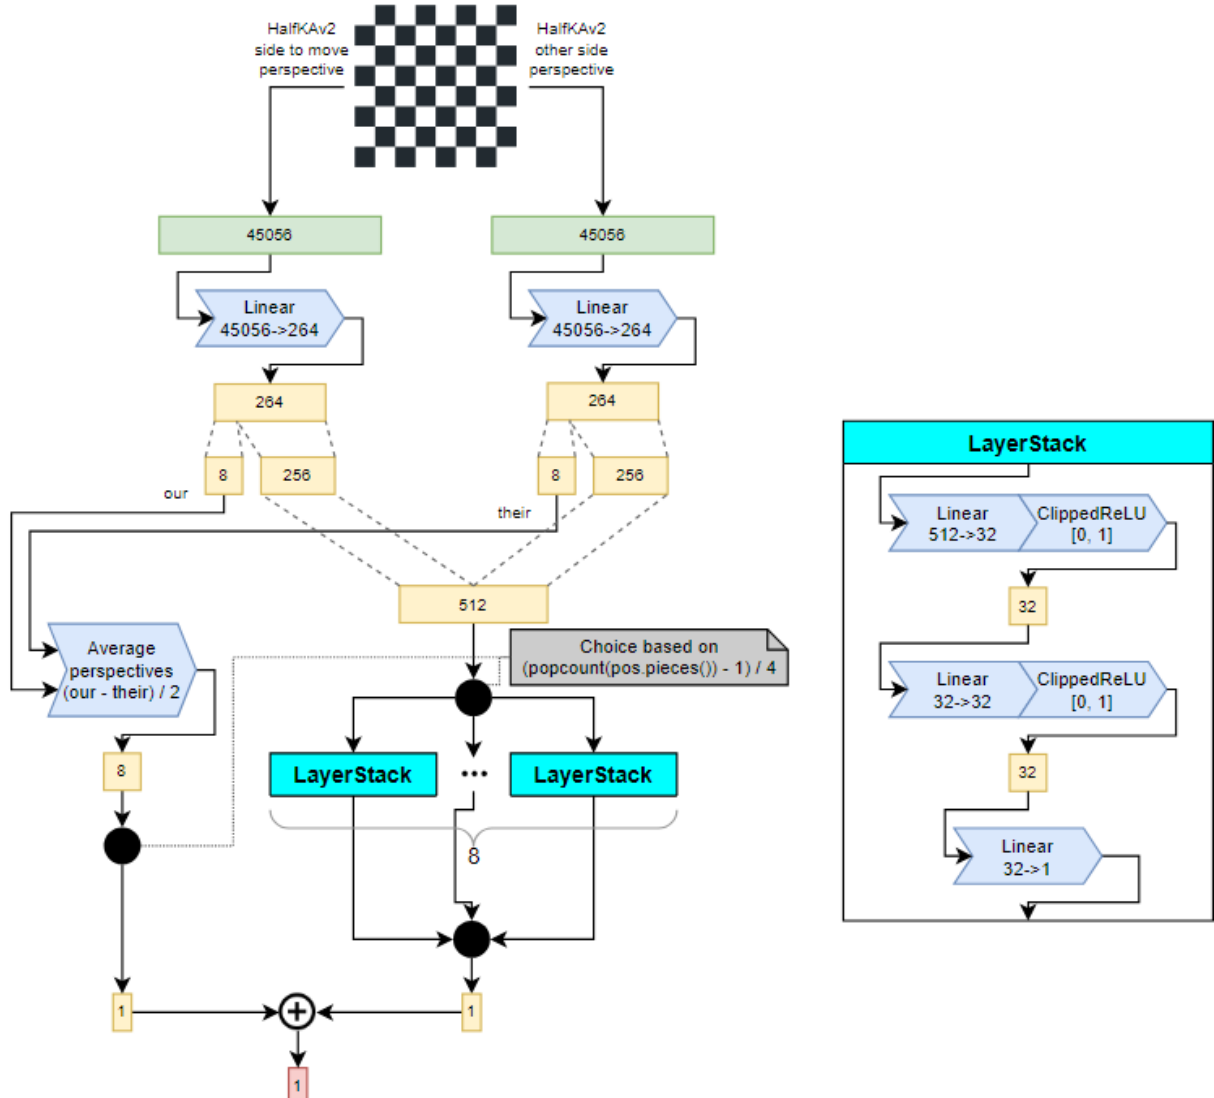 HalfKAv2
side to move
perspective
HalfKAv2
other side
perspective
45056
45056
Linear
45056->264
Linear
45056->264
264
264
8
256
8
256
our
their
512
Choice based on
(popcount(pos.pieces()) - 1) / 4
Average
perspectives
(our - their) / 2
8
LayerStack
...
LayerStack
8
1
1
1
LayerStack
Linear
512->32
ClippedReLU
[0, 1]
32
Linear
32->32
ClippedReLU
[0, 1]
32
Linear
32->1